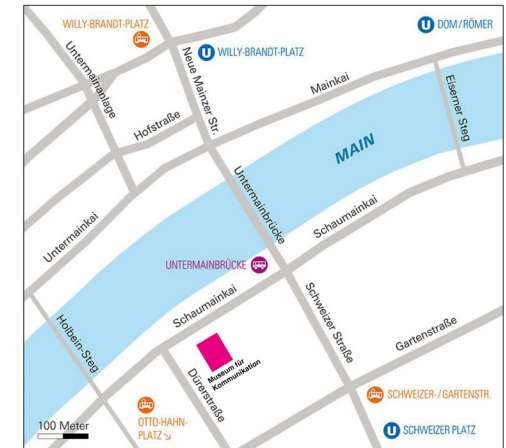 WILLY-BRANDT-PLATZ
U DOM/RÖMER
U WILLY-BRANDT-PLATZ
Untermainanlage
Neue Mainzer Str.
Mainkai
Eiserner Steg
Hofstraße
MAIN
Untermainbrücke
Untermainkai
Schaumainkai
UNTERMAINBRÜCKE
Schaumainkai
Schweizer Straße
Holbein-Steg
Gartenstraße
Museum für
Kommunikation
Dürerstraße
SCHWEIZER-/GARTENSTR.
100 Meter
OTTO-HAHN-
PLATZ ↘
U SCHWEIZER PLATZ